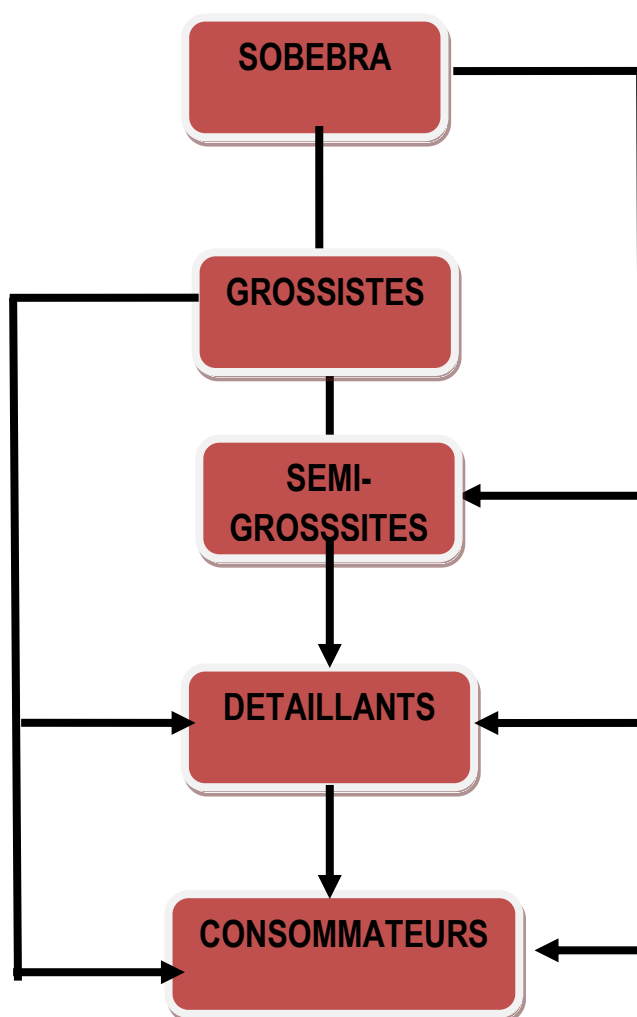 SOBEBRA
GROSSISTES
SEMI-
GROSSSITES
DETAILLANTS
CONSOMMATEURS